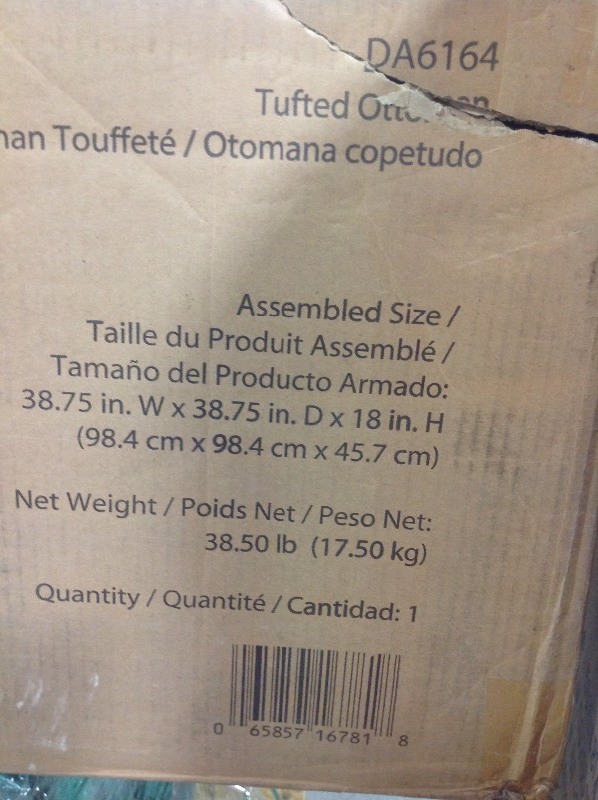 DA6164
Tufted
Touffeté / Otomana copetudo
Assembled Size /
Taille du Produit Assemblé /
Tamaño del Producto Armado:
38.75 in. W x 38.75 in. D x 18 in. H
(98.4 cm x 98.4 cm x 45.7 cm)
Net Weight / Poids Net / Peso Net:
38.50 lb (17.50 kg)
Quantity / Quantité / Cantidad: 1
0 65857 16781 8